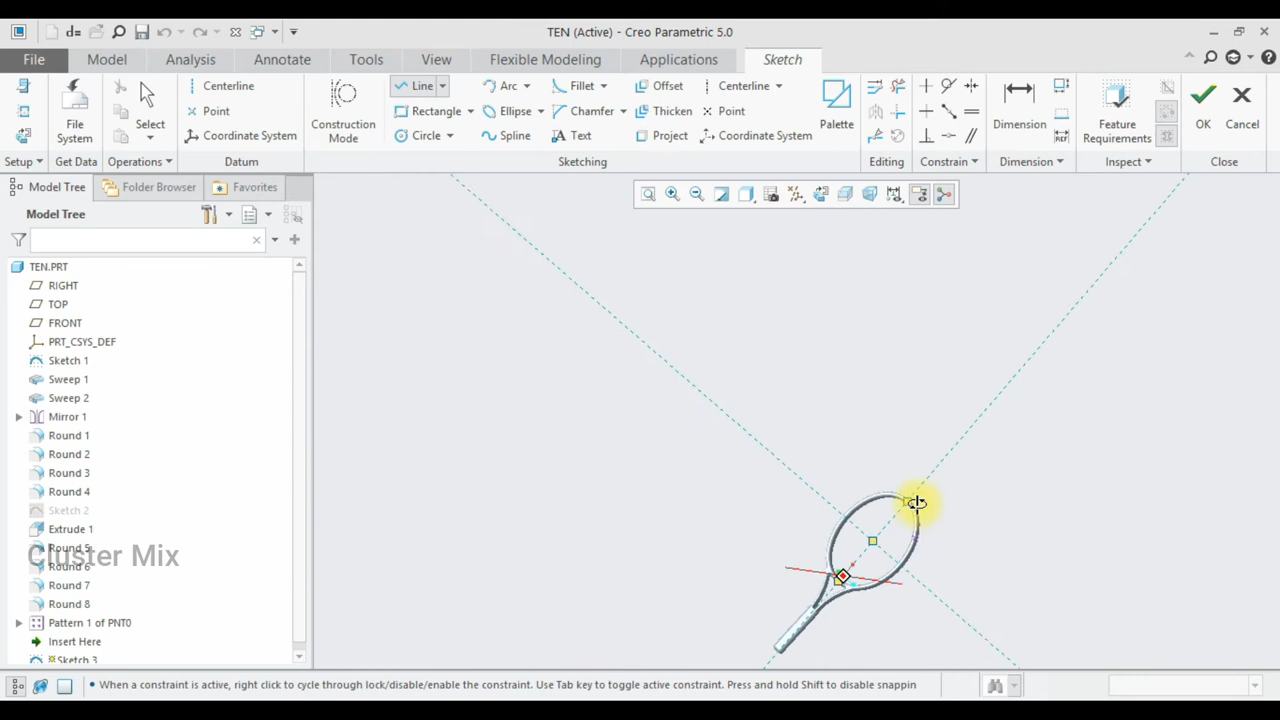 TEN (Active) - Creo Parametric 5.0
File Model Analysis Annotate Tools View Flexible Modeling Applications Sketch
Centerline Line Arc Fillet Offset Centerline
Point Rectangle Ellipse Chamfer Thicken Point
File System Select Coordinate System Construction Mode Circle Spline Text Project Coordinate System Palette Dimension Feature Requirements OK Cancel
Setup Get Data Operations Datum Sketching Editing Constrain Dimension Inspect Close
Model Tree Folder Browser Favorites
Model Tree
TEN.PRT
RIGHT
TOP
FRONT
PRT_CSYS_DEF
Sketch 1
Sweep 1
Sweep 2
Mirror 1
Round 1
Round 2
Round 3
Round 4
Sketch 2
Extrude 1
Round 5
Cluster Mix
Round 6
Round 7
Round 8
Pattern 1 of PNT0
Insert Here
Sketch 3
When a constraint is active, right click to cycle through lock/disable/enable the constraint. Use Tab key to toggle active constraint. Press and hold Shift to disable snappin